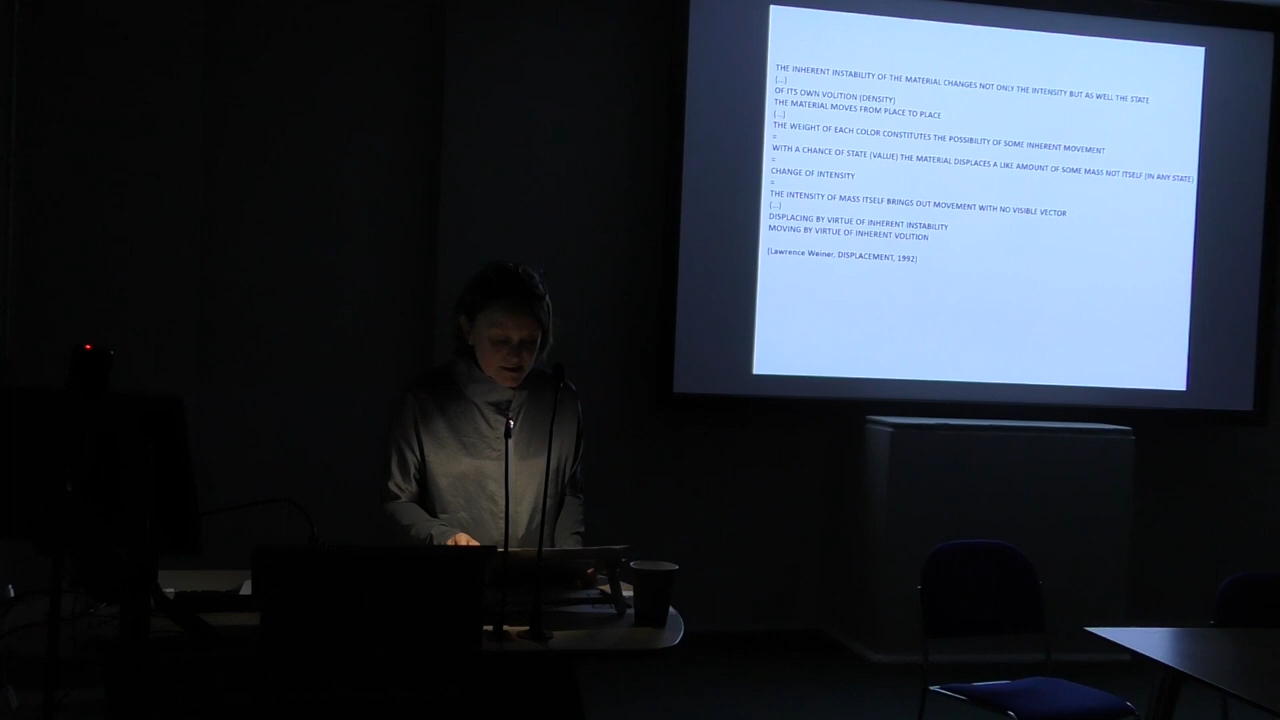 THE INHERENT INSTABILITY OF THE MATERIAL CHANGES NOT ONLY THE INTENSITY BUT AS WELL THE STATE
(...)
OF ITS OWN VOLITION (DENSITY)
THE MATERIAL MOVES FROM PLACE TO PLACE
(...)
THE WEIGHT OF EACH COLOR CONSTITUTES THE POSSIBILITY OF SOME INHERENT MOVEMENT
=
WITH A CHANCE OF STATE (VALUE) THE MATERIAL DISPLACES A LIKE AMOUNT OF SOME MASS NOT ITSELF (IN ANY STATE)
=
CHANGE OF INTENSITY
=
THE INTENSITY OF MASS ITSELF BRINGS OUT MOVEMENT WITH NO VISIBLE VECTOR
(...)
DISPLACING BY VIRTUE OF INHERENT INSTABILITY
MOVING BY VIRTUE OF INHERENT VOLITION
(Lawrence Weiner, DISPLACEMENT, 1992)